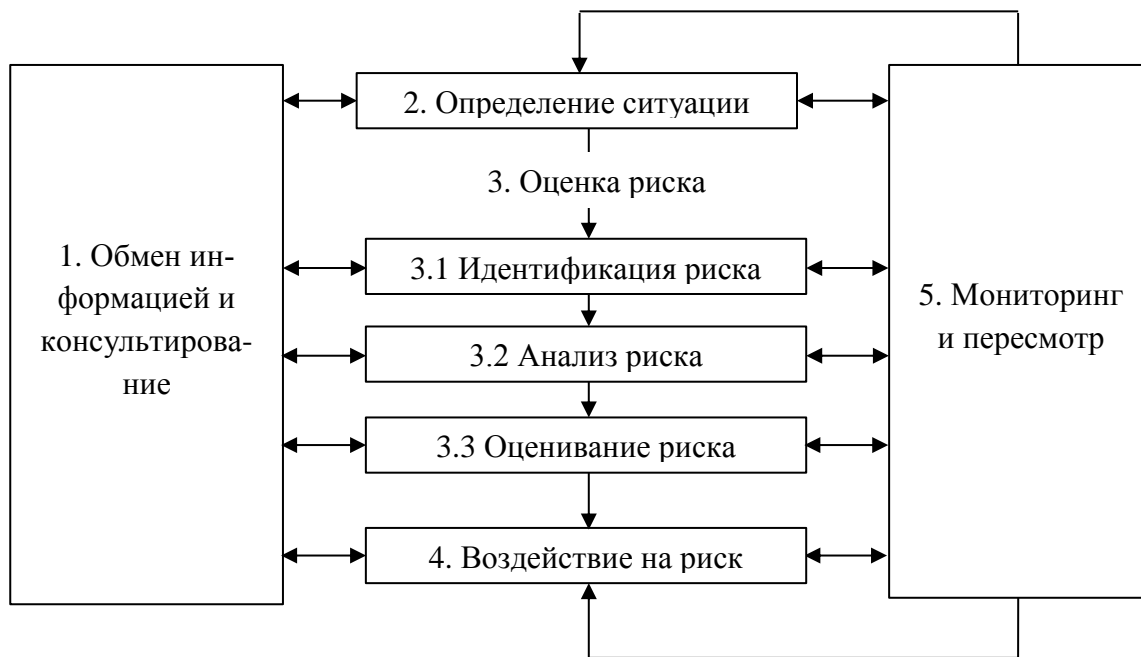 2. Определение ситуации
3. Оценка риска
1. Обмен ин-
формацией и
консультирова-
ние
3.1 Идентификация риска
5. Мониторинг
и пересмотр
3.2 Анализ риска
3.3 Оценивание риска
4. Воздействие на риск